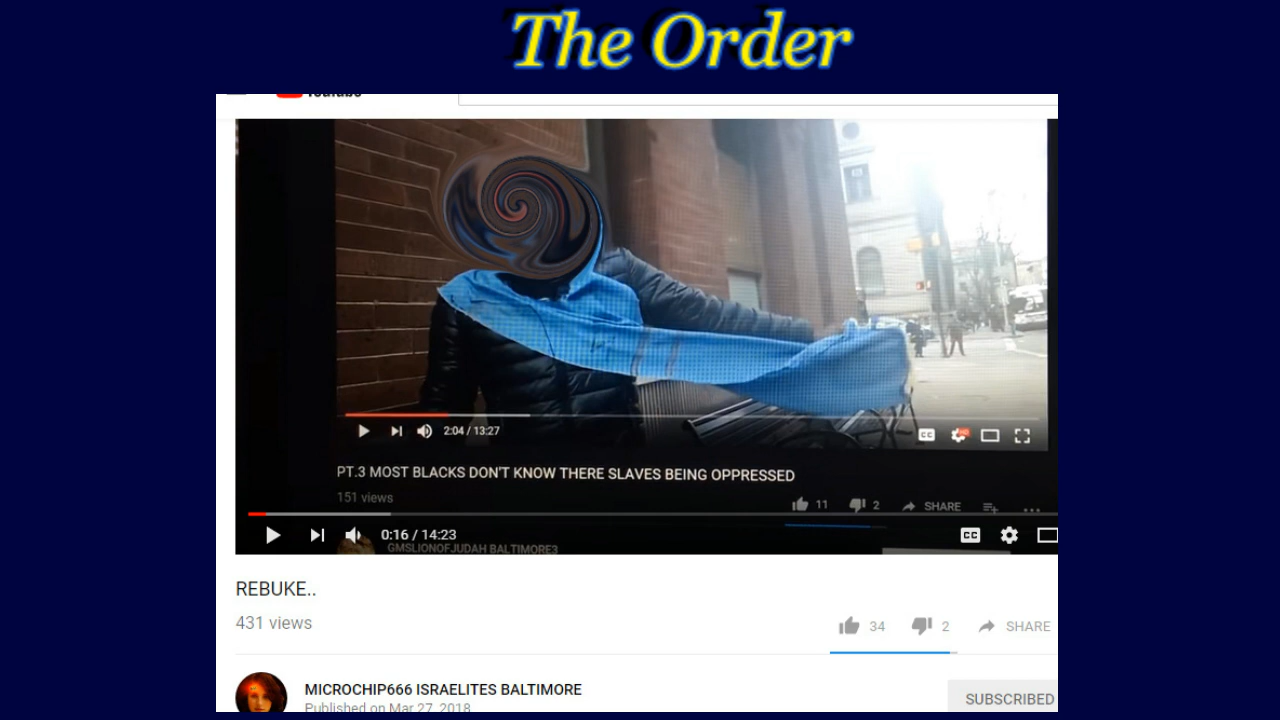 The Order
2:04 / 13:27
CC
PT.3 MOST BLACKS DON'T KNOW THERE SLAVES BEING OPPRESSED
151 views
11
2
SHARE
0:16 / 14:23
CC
GMSLIONOFJUDAH BALTIMORE3
REBUKE..
431 views
34
2
SHARE
MICROCHIP666 ISRAELITES BALTIMORE
SUBSCRIBED
Published on Mar 27, 2018